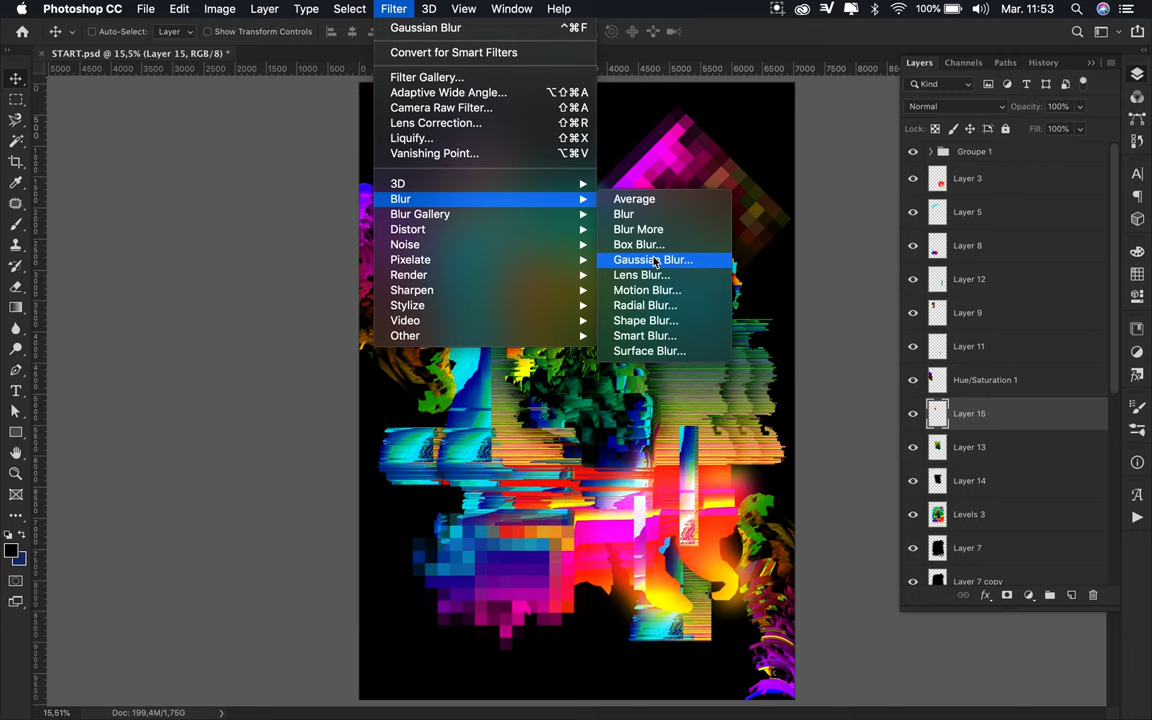 Photoshop CC File Edit Image Layer Type Select Filter 3D View Window Help 100% Mar. 11:53
Auto-Select: Layer Show Transform Controls
START.psd @ 15,5% (Layer 15, RGB/8) *
Gaussian Blur ^⌘F
Convert for Smart Filters
Filter Gallery...
Adaptive Wide Angle... ⌥⇧⌘A
Camera Raw Filter... ⇧⌘A
Lens Correction... ⇧⌘R
Liquify... ⇧⌘X
Vanishing Point... ⌥⌘V
3D
Blur
Blur Gallery
Distort
Noise
Pixelate
Render
Sharpen
Stylize
Video
Other
Average
Blur
Blur More
Box Blur...
Gaussian Blur...
Lens Blur...
Motion Blur...
Radial Blur...
Shape Blur...
Smart Blur...
Surface Blur...
Layers Channels Paths History
Kind
Normal Opacity: 100%
Lock: Fill: 100%
Groupe 1
Layer 3
Layer 5
Layer 8
Layer 12
Layer 9
Layer 11
Hue/Saturation 1
Layer 15
Layer 13
Layer 14
Levels 3
Layer 7
Layer 7 copy
15,51% Doc: 199,4M/1,75G